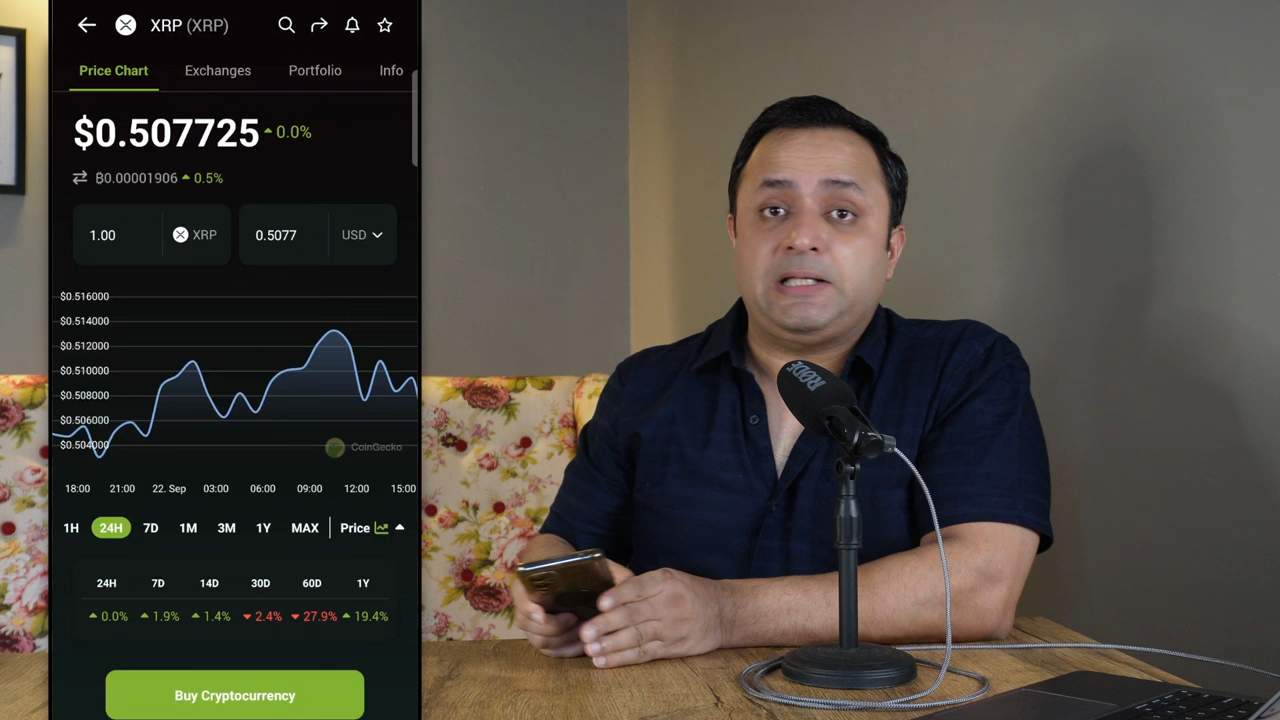 XRP (XRP)
Price Chart Exchanges Portfolio Info
$0.507725 0.0%
₿0.00001906 0.5%
1.00 XRP 0.5077 USD
$0.516000
$0.514000
$0.512000
$0.510000
$0.508000
$0.506000
$0.504000
CoinGecko
18:00 21:00 22. Sep 03:00 06:00 09:00 12:00 15:00
1H 24H 7D 1M 3M 1Y MAX Price
24H 7D 14D 30D 60D 1Y
0.0% 1.9% 1.4% 2.4% 27.9% 19.4%
Buy Cryptocurrency
RØDE